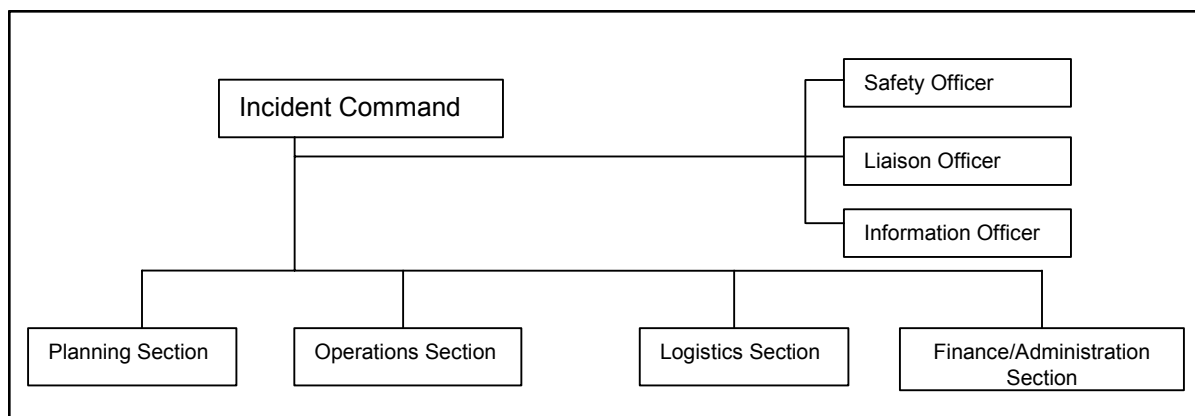 Incident Command
Safety Officer
Liaison Officer
Information Officer
Planning Section
Operations Section
Logistics Section
Finance/Administration
Section